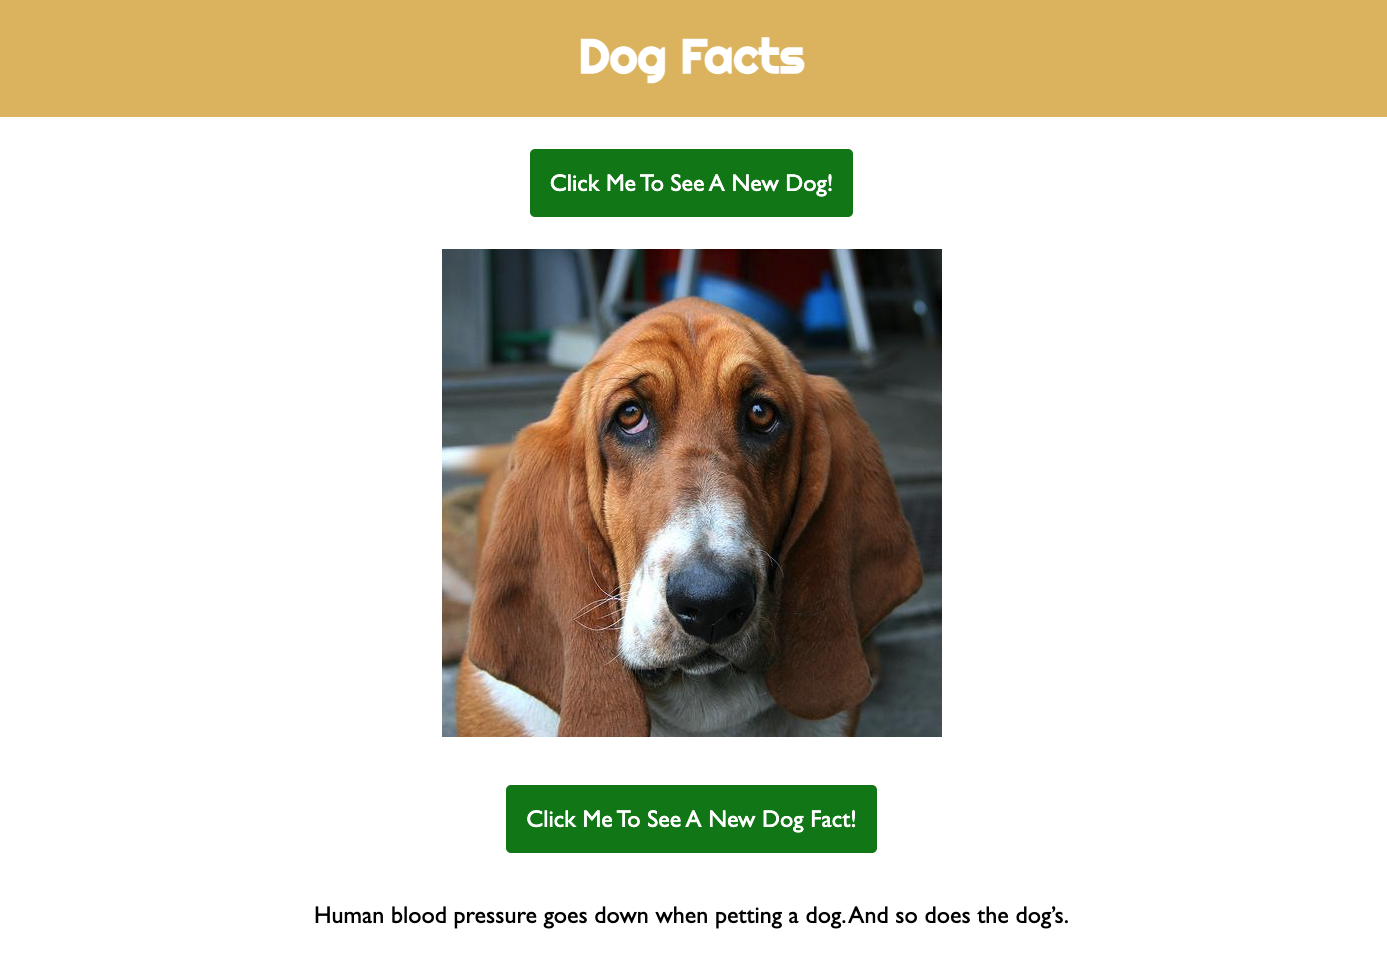 Dog Facts
Click Me To See A New Dog!
Click Me To See A New Dog Fact!
Human blood pressure goes down when petting a dog. And so does the dog’s.